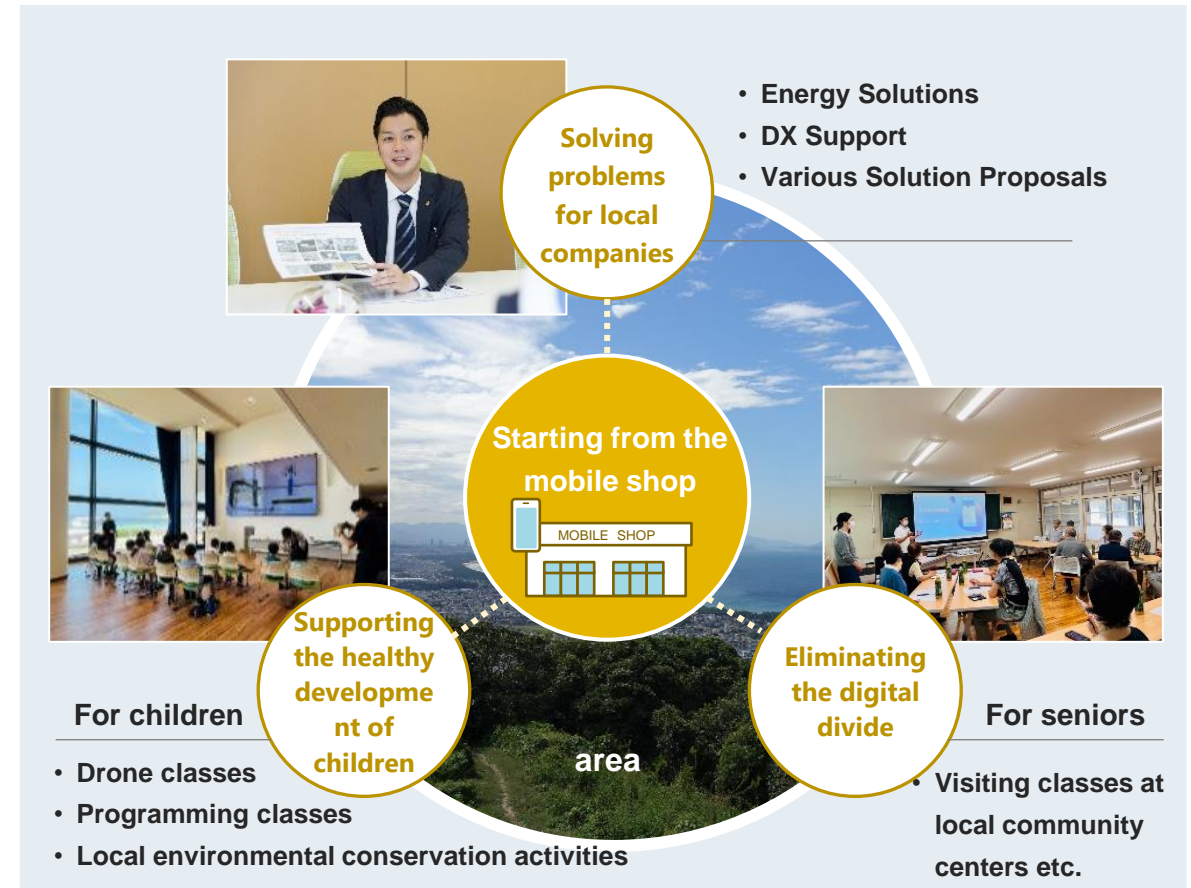 Solving
problems
for local
companies
• Energy Solutions
• DX Support
• Various Solution Proposals
Starting from the
mobile shop
MOBILE SHOP
Supporting
the healthy
developme
nt of
children
For children
• Drone classes
• Programming classes
• Local environmental conservation activities
area
Eliminating
the digital
divide
For seniors
• Visiting classes at
local community
centers etc.